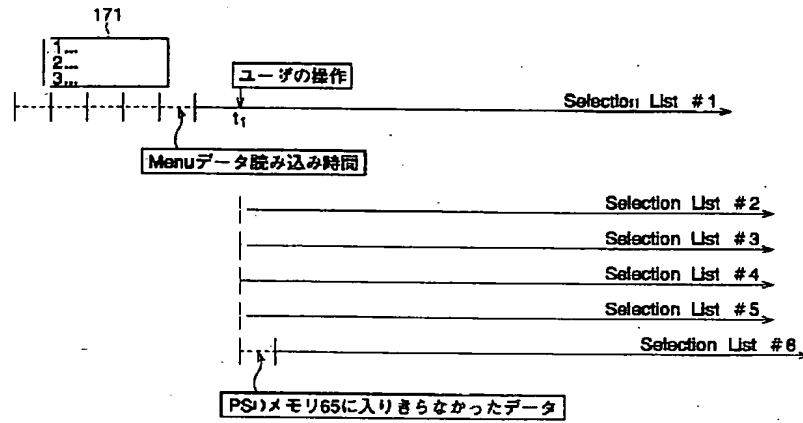 171
1...
2...
3...
ユーザの操作
Selection List #1
t1
Menuデータ読み込み時間
Selection List #2
Selection List #3
Selection List #4
Selection List #5
Selection List #6
PSIメモリ65に入りきらなかったデータ